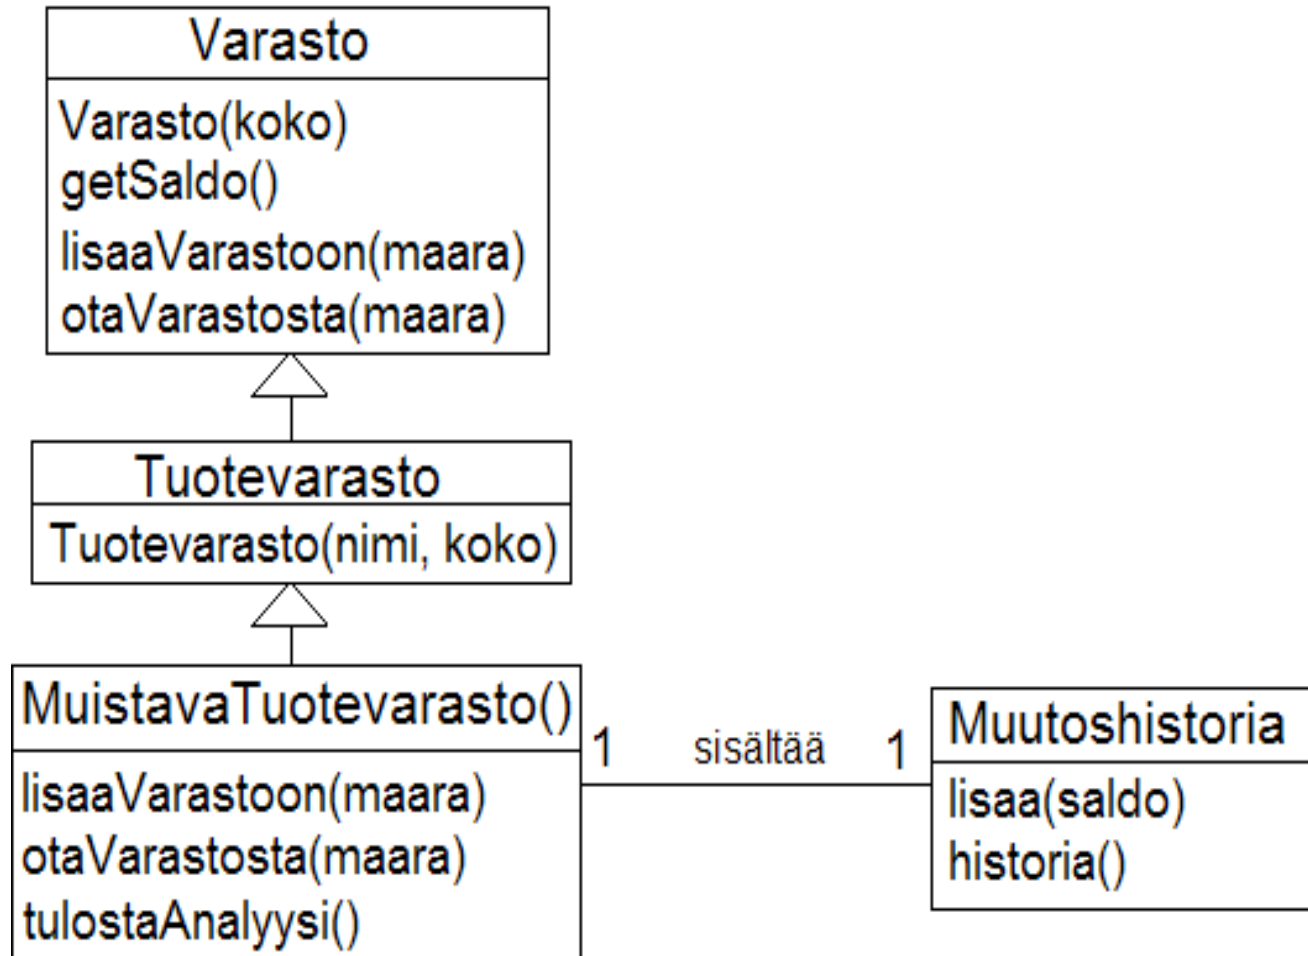 Varasto
Varasto(koko)
getSaldo()
lisaaVarastoon(maara)
otaVarastosta(maara)
Tuotevarasto
Tuotevarasto(nimi, koko)
MuistavaTuotevarasto()
lisaaVarastoon(maara)
otaVarastosta(maara)
tulostaAnalyysi()
1 sisältää 1
Muutoshistoria
lisaa(saldo)
historia()